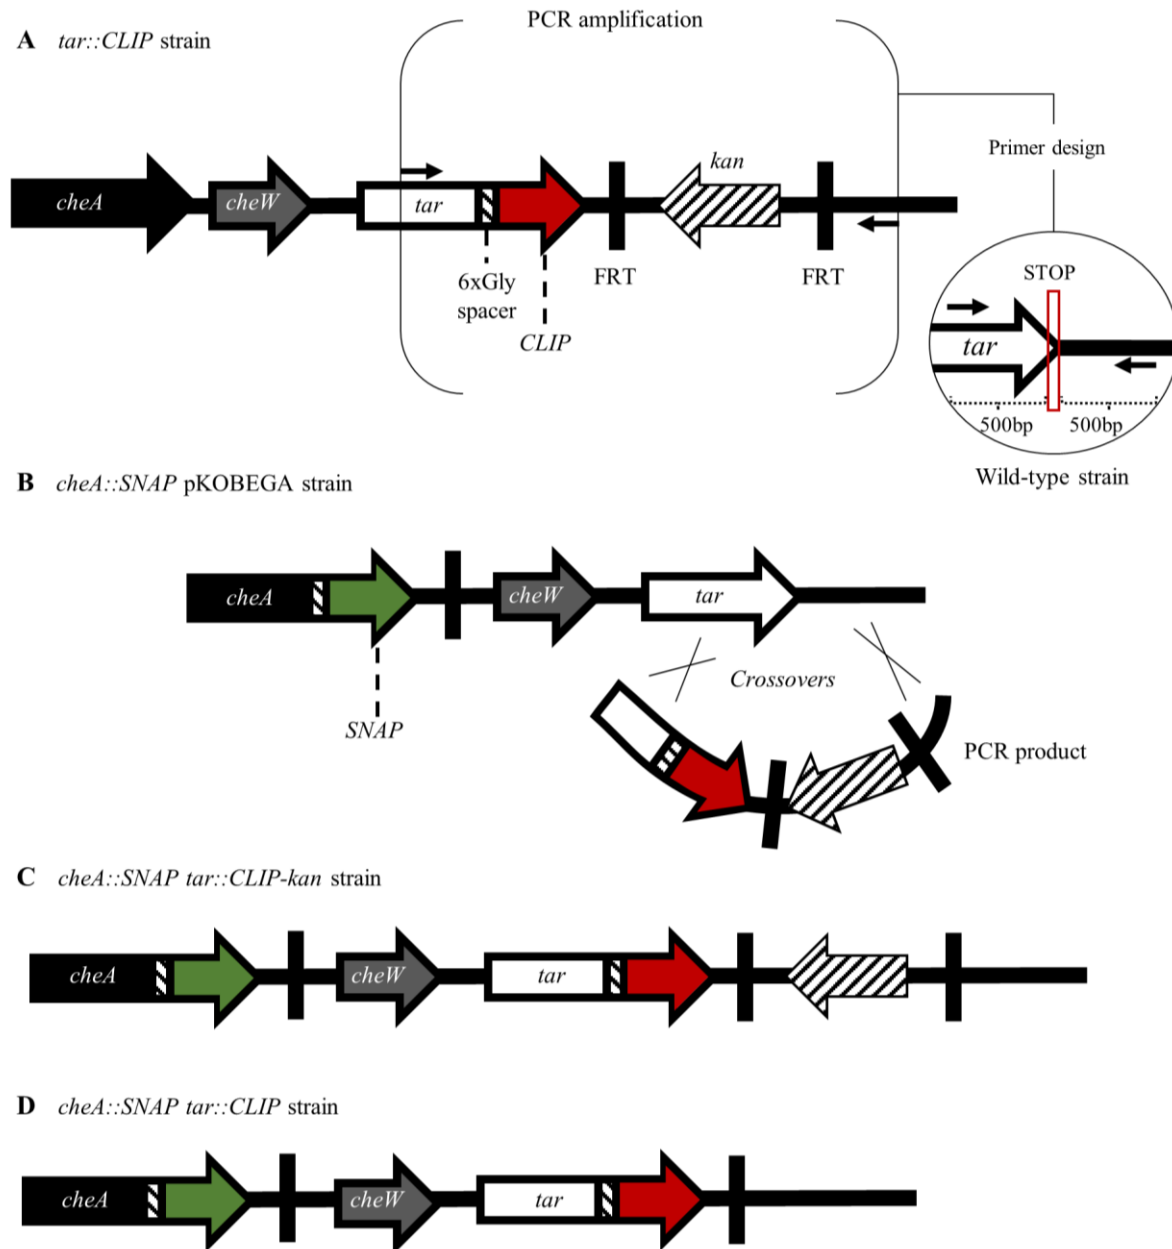 PCR amplification
A tar::CLIP strain
cheA
cheW
tar
kan
6xGly
spacer
CLIP
FRT
FRT
Primer design
STOP
tar
500bp
500bp
Wild-type strain
B cheA::SNAP pKOBEGA strain
cheA
cheW
tar
SNAP
Crossovers
PCR product
C cheA::SNAP tar::CLIP-kan strain
cheA
cheW
tar
D cheA::SNAP tar::CLIP strain
cheA
cheW
tar